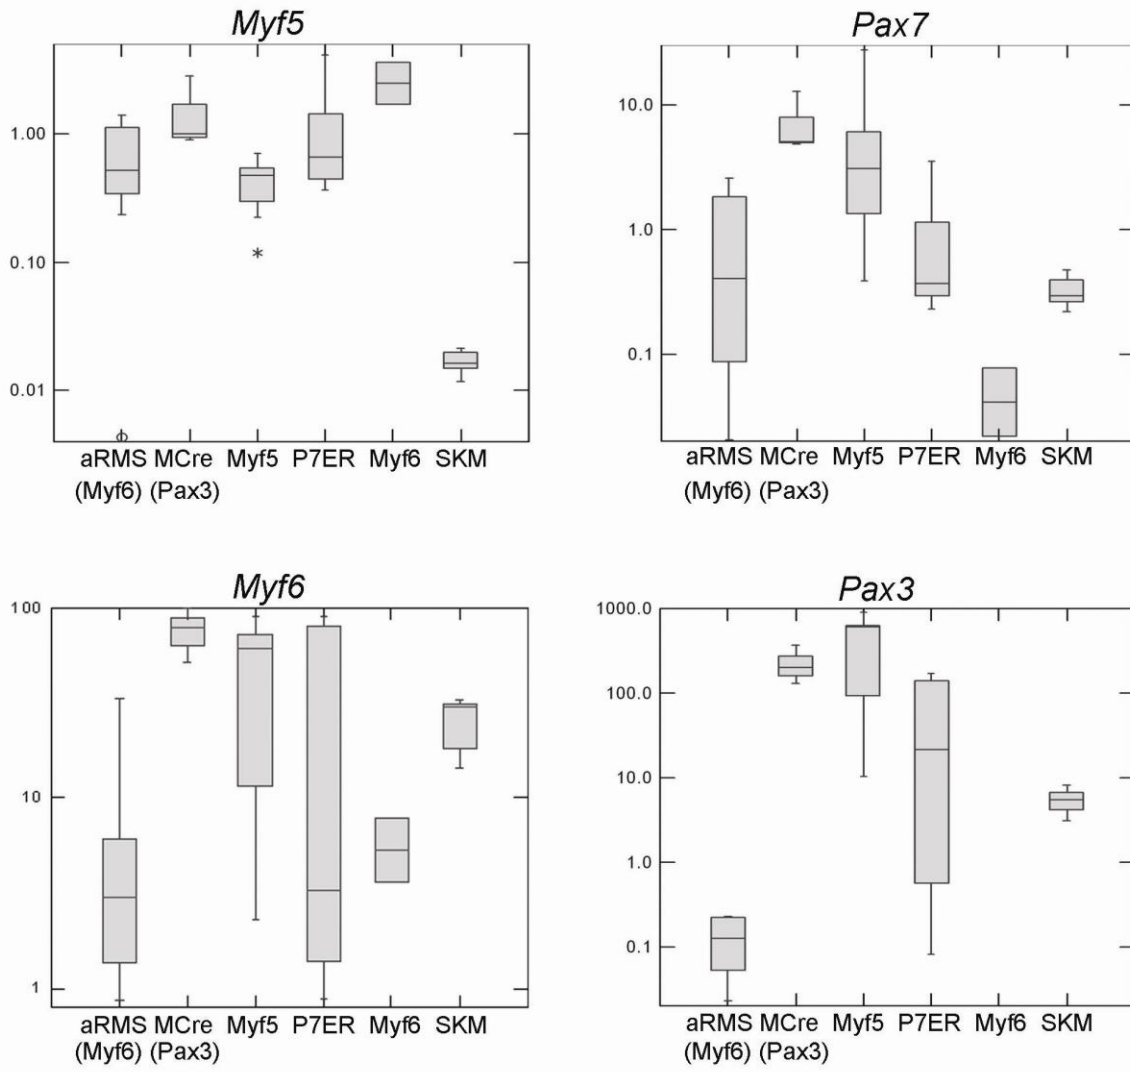 Myf5
1.00
0.10
0.01
*
aRMS MCre Myf5 P7ER Myf6 SKM
(Myf6) (Pax3)
Pax7
10.0
1.0
0.1
aRMS MCre Myf5 P7ER Myf6 SKM
(Myf6) (Pax3)
Myf6
100
10
1
aRMS MCre Myf5 P7ER Myf6 SKM
(Myf6) (Pax3)
Pax3
1000.0
100.0
10.0
1.0
0.1
aRMS MCre Myf5 P7ER Myf6 SKM
(Myf6) (Pax3)